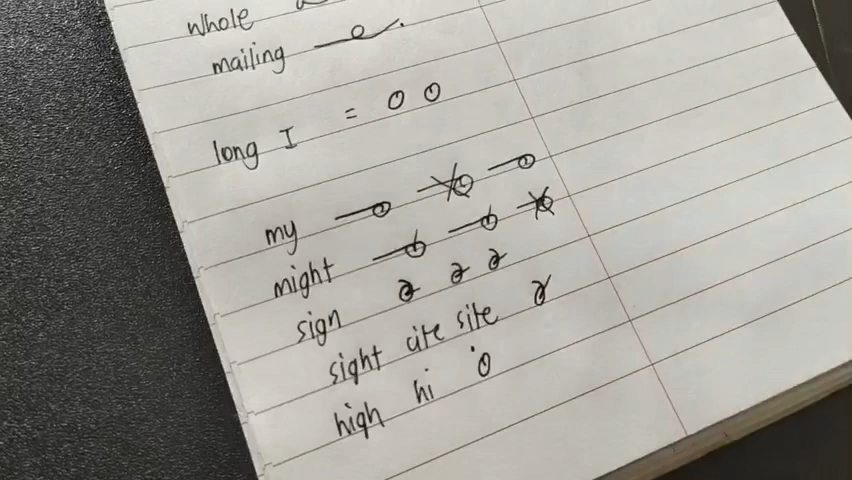 whole
mailing
long I =
my
might
sign
sight cite site
high hi